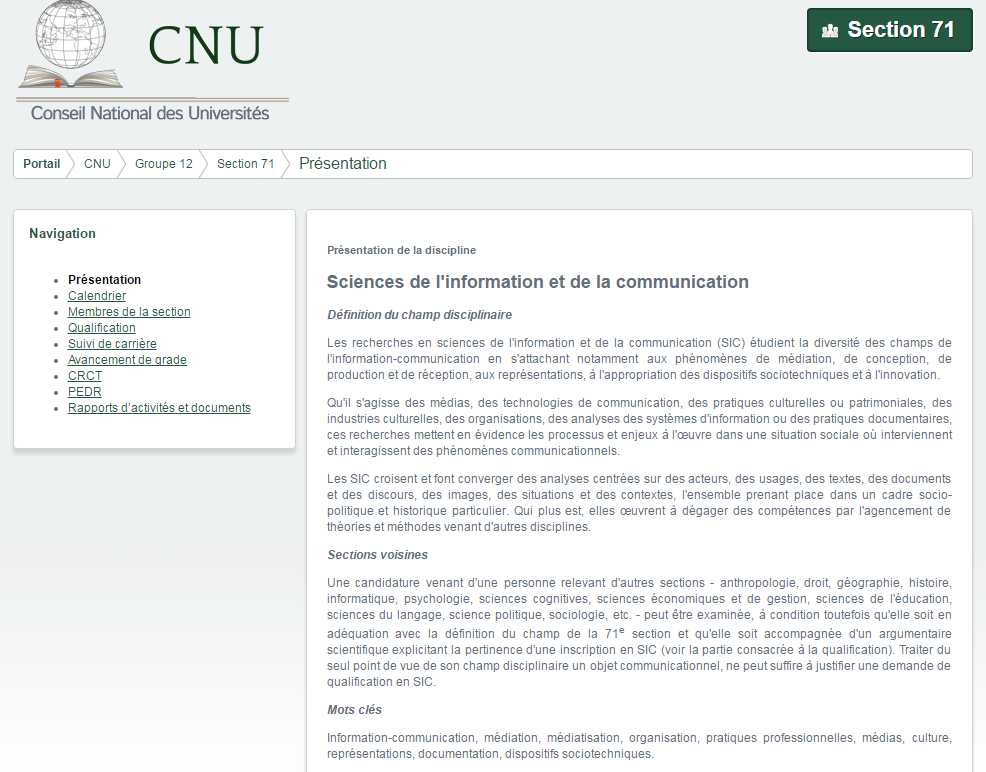 CNU
Section 71
Conseil National des Universités
Portail CNU Groupe 12 Section 71 Présentation
Navigation
Présentation
Calendrier
Membres de la section
Qualification
Suivi de carrière
Avancement de grade
CRCT
PEDR
Rapports d'activités et documents
Présentation de la discipline
Sciences de l'information et de la communication
Définition du champ disciplinaire
Les recherches en sciences de l'information et de la communication (SIC) étudient la diversité des champs de
l'information-communication en s'attachant notamment aux phénomènes de médiation, de conception, de
production et de réception, aux représentations, à l'appropriation des dispositifs sociotechniques et à l'innovation.
Qu'il s'agisse des médias, des technologies de communication, des pratiques culturelles ou patrimoniales, des
industries culturelles, des organisations, des analyses des systèmes d'information ou des pratiques documentaires,
ces recherches mettent en évidence les processus et enjeux à l'œuvre dans une situation sociale où interviennent
et interagissent des phénomènes communicationnels.
Les SIC croisent et font converger des analyses centrées sur des acteurs, des usages, des textes, des documents
et des discours, des images, des situations et des contextes, l'ensemble prenant place dans un cadre socio-
politique et historique particulier. Qui plus est, elles œuvrent à dégager des compétences par l'agencement de
théories et méthodes venant d'autres disciplines.
Sections voisines
Une candidature venant d'une personne relevant d'autres sections - anthropologie, droit, géographie, histoire,
informatique, psychologie, sciences cognitives, sciences économiques et de gestion, sciences de l'éducation,
sciences du langage, science politique, sociologie, etc. - peut être examinée, à condition toutefois qu'elle soit en
adéquation avec la définition du champ de la 71e section et qu'elle soit accompagnée d'un argumentaire
scientifique explicitant la pertinence d'une inscription en SIC (voir la partie consacrée à la qualification). Traiter du
seul point de vue de son champ disciplinaire un objet communicationnel, ne peut suffire à justifier une demande de
qualification en SIC.
Mots clés
Information-communication, médiation, médiatisation, organisation, pratiques professionnelles, médias, culture,
représentations, documentation, dispositifs sociotechniques.